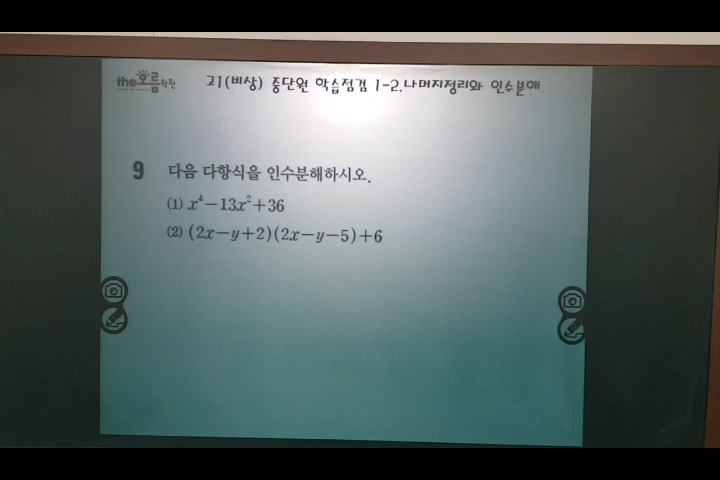 the오름학원
고1(비상) 중단원 학습점검 1-2.나머지정리와 인수분해
9 다음 다항식을 인수분해하시오.
(1) x⁴-13x²+36
(2) (2x-y+2)(2x-y-5)+6